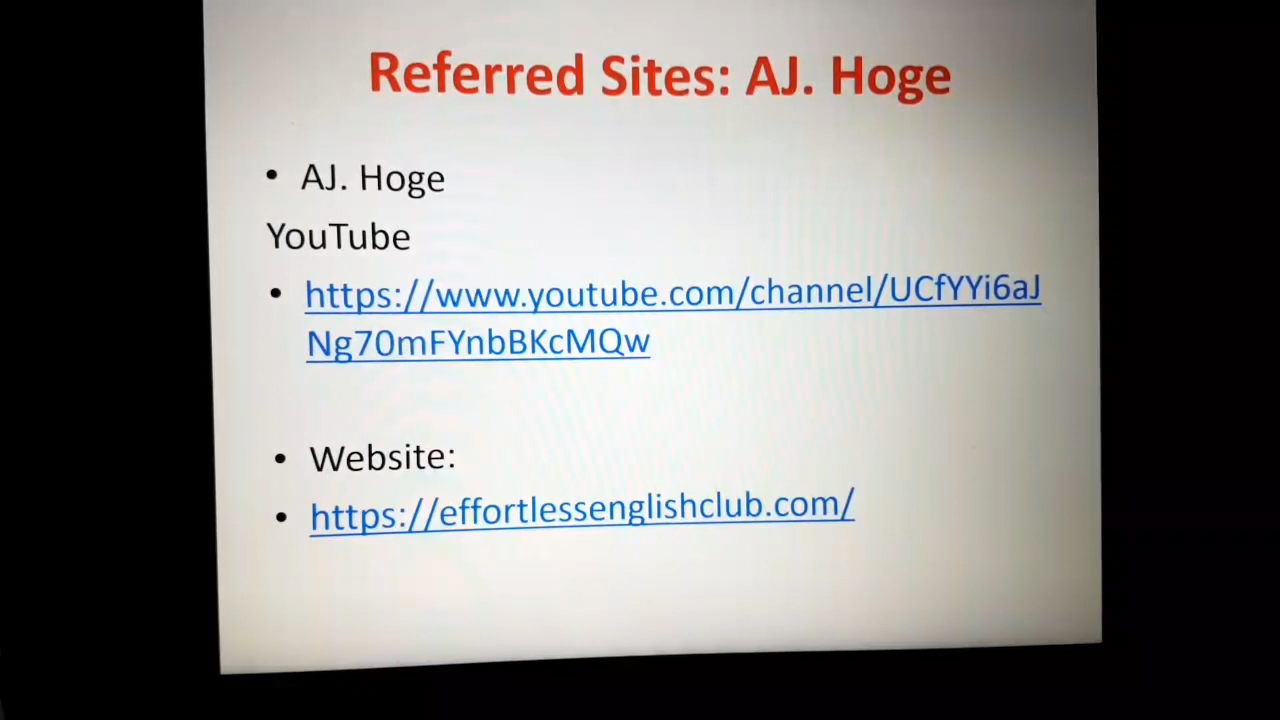 Referred Sites: AJ. Hoge
• AJ. Hoge
YouTube
• https://www.youtube.com/channel/UCfYYi6aJ
Ng70mFYnbBKcMQw
• Website:
• https://effortlessenglishclub.com/